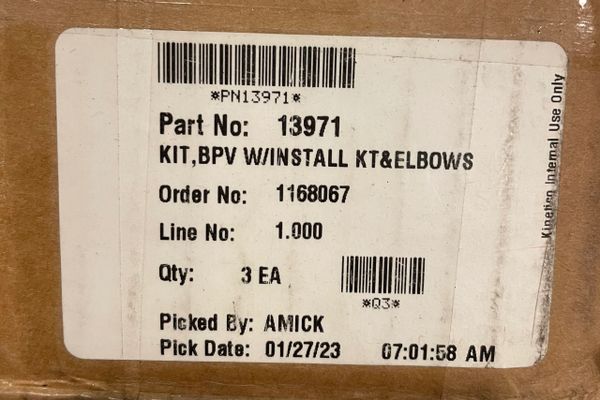 *PN13971*
Part No: 13971
KIT,BPV W/INSTALL KT&ELBOWS
Order No: 1168067
Line No: 1.000
Qty: 3 EA
*Q3*
Picked By: AMICK
Pick Date: 01/27/23 07:01:58 AM
Kinetico Internal Use Only